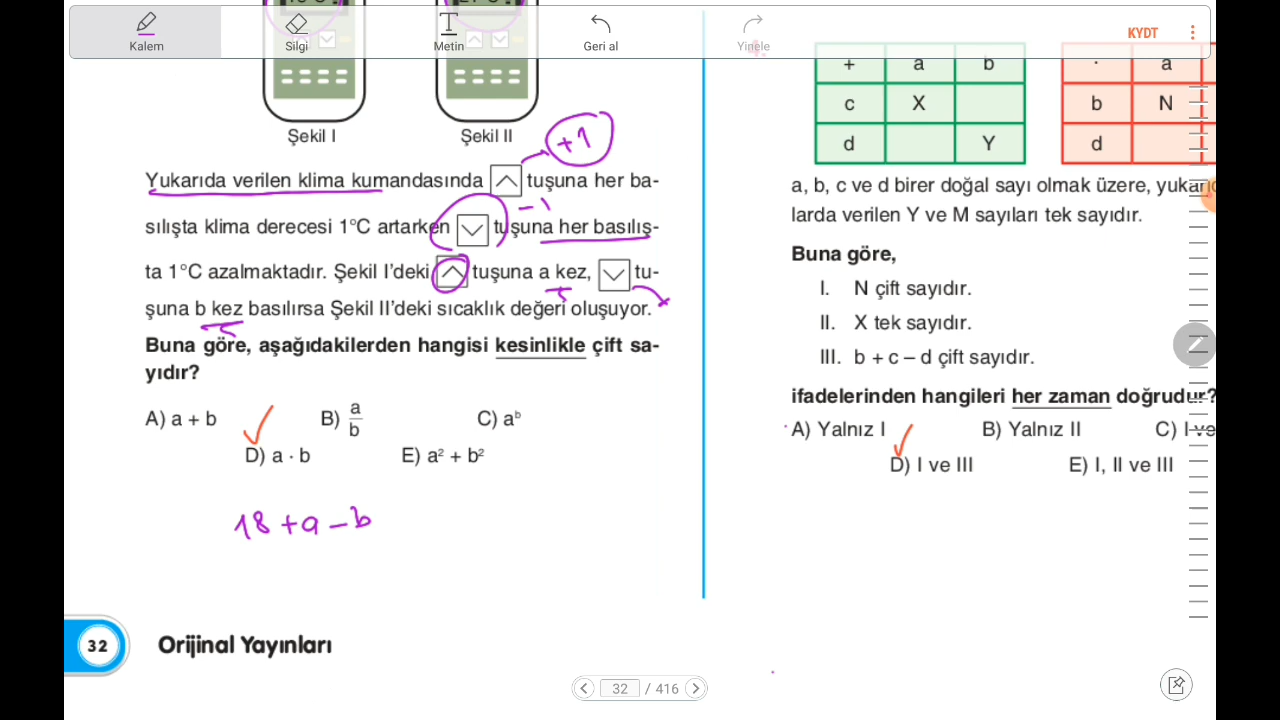 Kalem
Silgi
Metin
Geri al
Yinele
KYDT
Şekil I
Şekil II
+1
Yukarıda verilen klima kumandasında tuşuna her ba-
-1
sılışta klima derecesi 1°C artarken tuşuna her basılış-
ta 1°C azalmaktadır. Şekil I'deki tuşuna a kez, tu-
şuna b kez basılırsa Şekil II'deki sıcaklık değeri oluşuyor.
Buna göre, aşağıdakilerden hangisi kesinlikle çift sa-
yıdır?
A) a + b
B) a/b
C) aᵇ
D) a · b
E) a² + b²
18 + a - b
32
Orijinal Yayınları
+ a b
c X
d Y
· a
b N
d
a, b, c ve d birer doğal sayı olmak üzere,
larda verilen Y ve M sayıları tek sayıdır.
Buna göre,
I. N çift sayıdır.
II. X tek sayıdır.
III. b + c – d çift sayıdır.
ifadelerinden hangileri her zaman doğrudur?
A) Yalnız I
B) Yalnız II
C) I ve
D) I ve III
E) I, II ve III
32 / 416